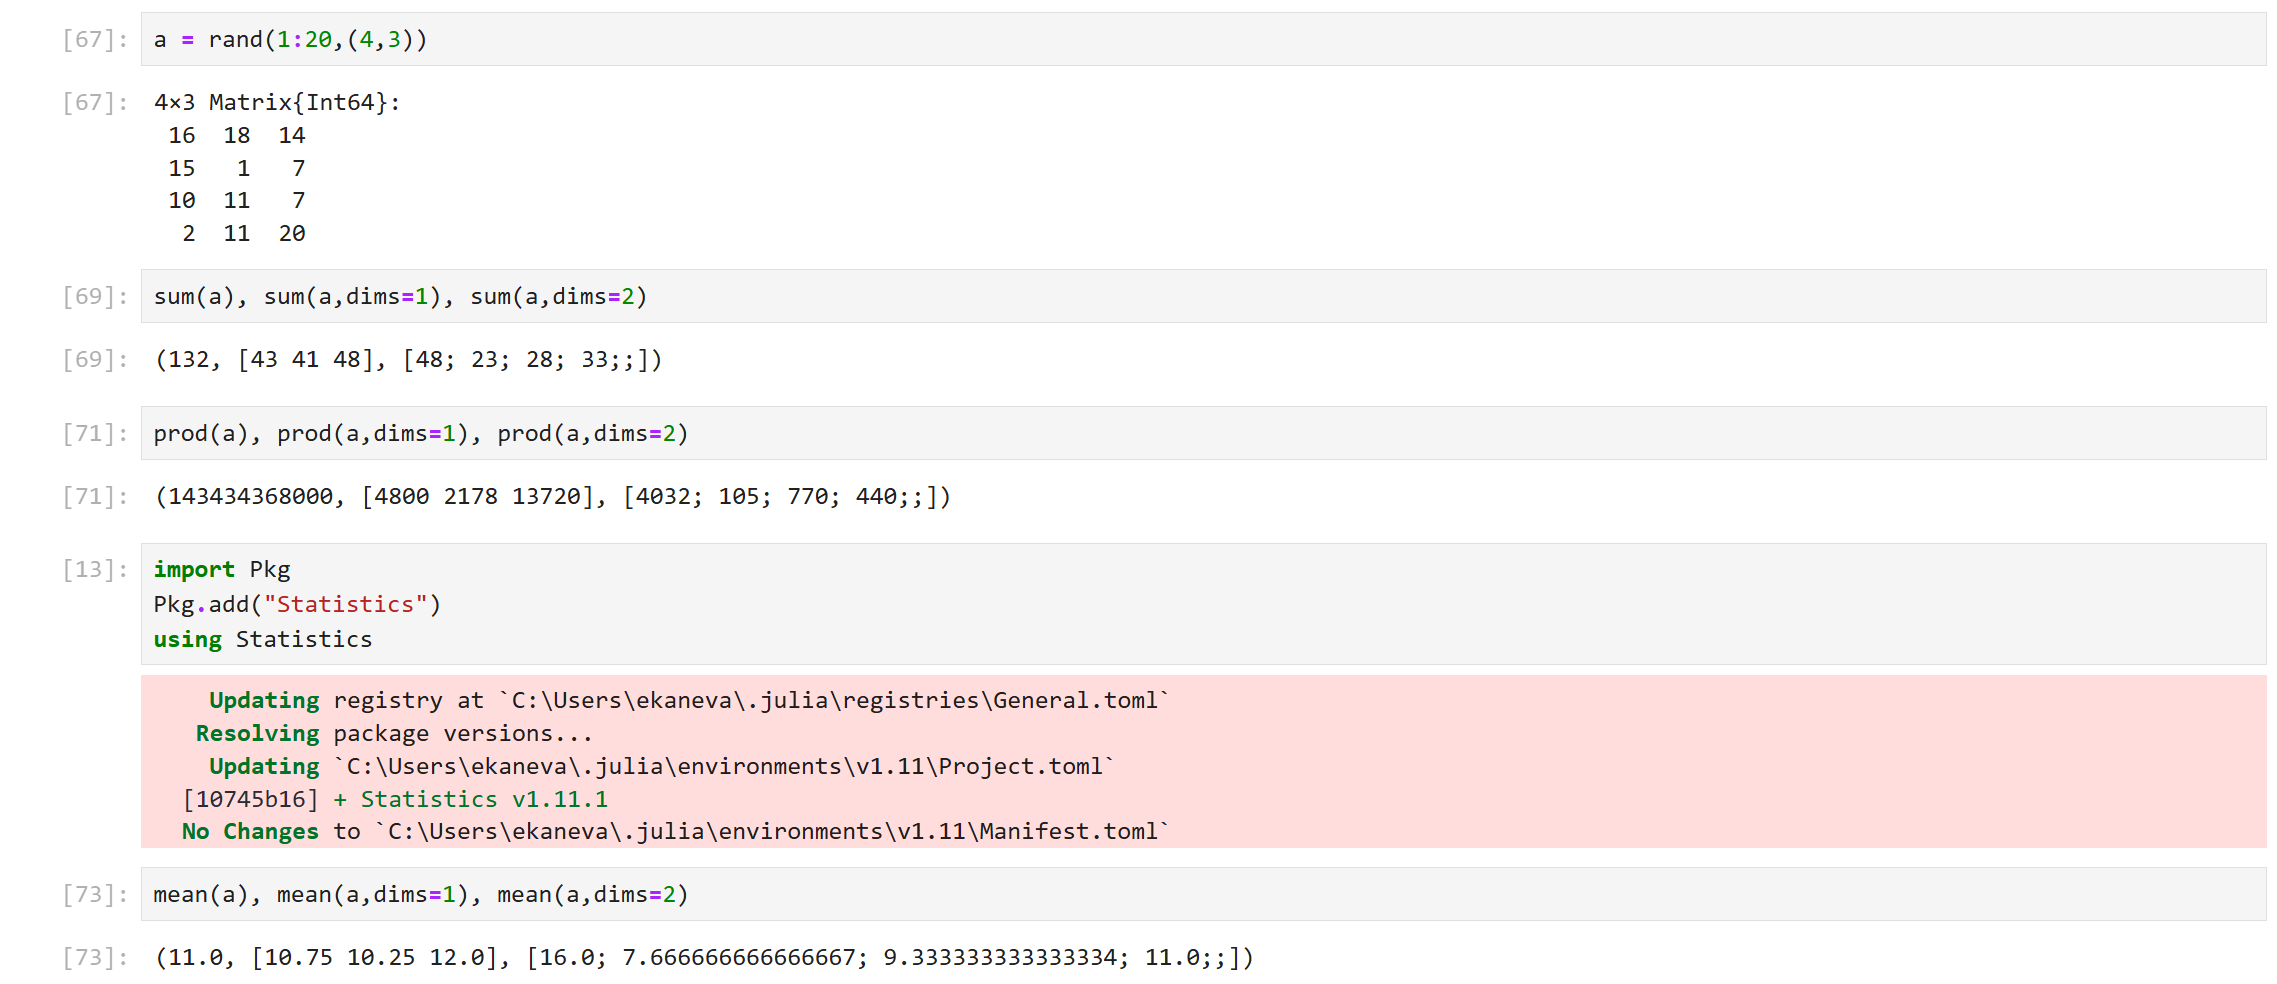 [67]: a = rand(1:20,(4,3))
[67]: 4×3 Matrix{Int64}:
 16  18  14
 15   1   7
 10  11   7
  2  11  20
[69]: sum(a), sum(a,dims=1), sum(a,dims=2)
[69]: (132, [43 41 48], [48; 23; 28; 33;;])
[71]: prod(a), prod(a,dims=1), prod(a,dims=2)
[71]: (143434368000, [4800 2178 13720], [4032; 105; 770; 440;;])
[13]: import Pkg
Pkg.add("Statistics")
using Statistics
    Updating registry at `C:\Users\ekaneva\.julia\registries\General.toml`
   Resolving package versions...
    Updating `C:\Users\ekaneva\.julia\environments\v1.11\Project.toml`
  [10745b16] + Statistics v1.11.1
  No Changes to `C:\Users\ekaneva\.julia\environments\v1.11\Manifest.toml`
[73]: mean(a), mean(a,dims=1), mean(a,dims=2)
[73]: (11.0, [10.75 10.25 12.0], [16.0; 7.666666666666667; 9.333333333333334; 11.0;;])